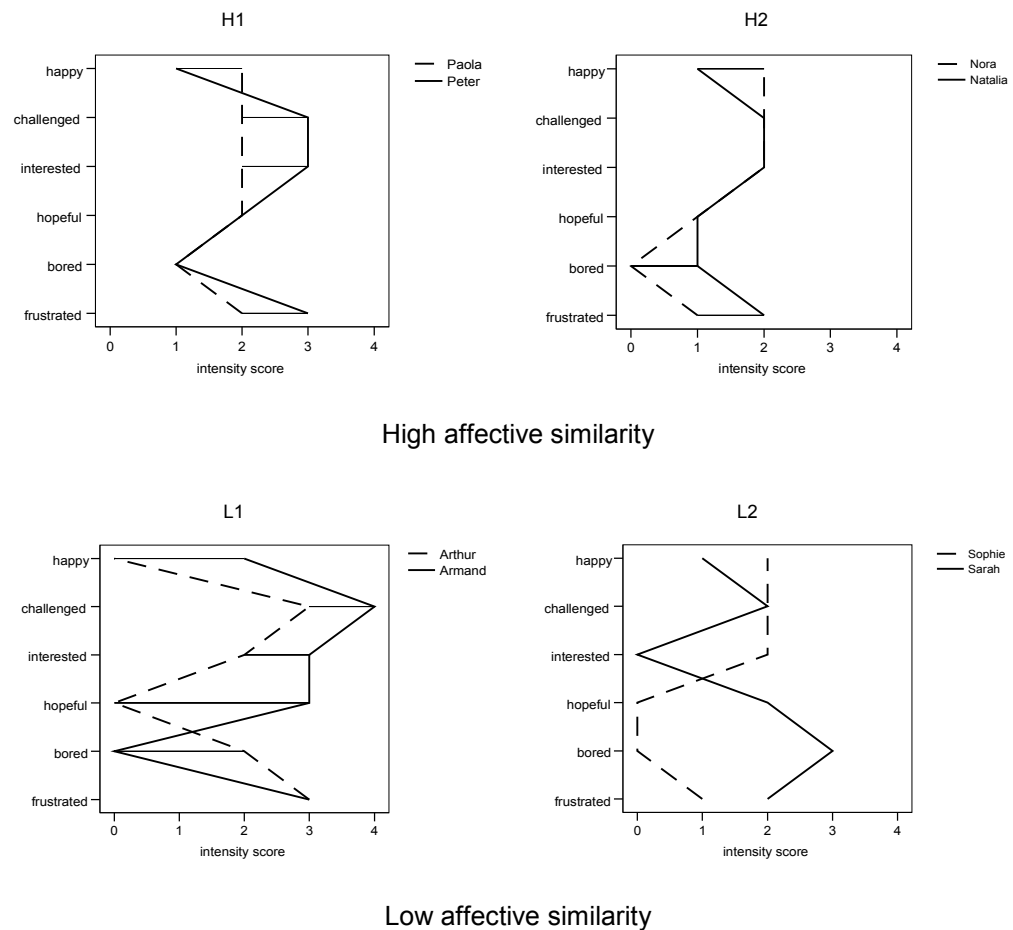 H1
H2
happy
challenged
interested
hopeful
bored
frustrated
0 1 2 3 4
intensity score
Paola
Peter
happy
challenged
interested
hopeful
bored
frustrated
0 1 2 3 4
intensity score
Nora
Natalia
High affective similarity
L1
L2
happy
challenged
interested
hopeful
bored
frustrated
0 1 2 3 4
intensity score
Arthur
Armand
happy
challenged
interested
hopeful
bored
frustrated
0 1 2 3 4
intensity score
Sophie
Sarah
Low affective similarity